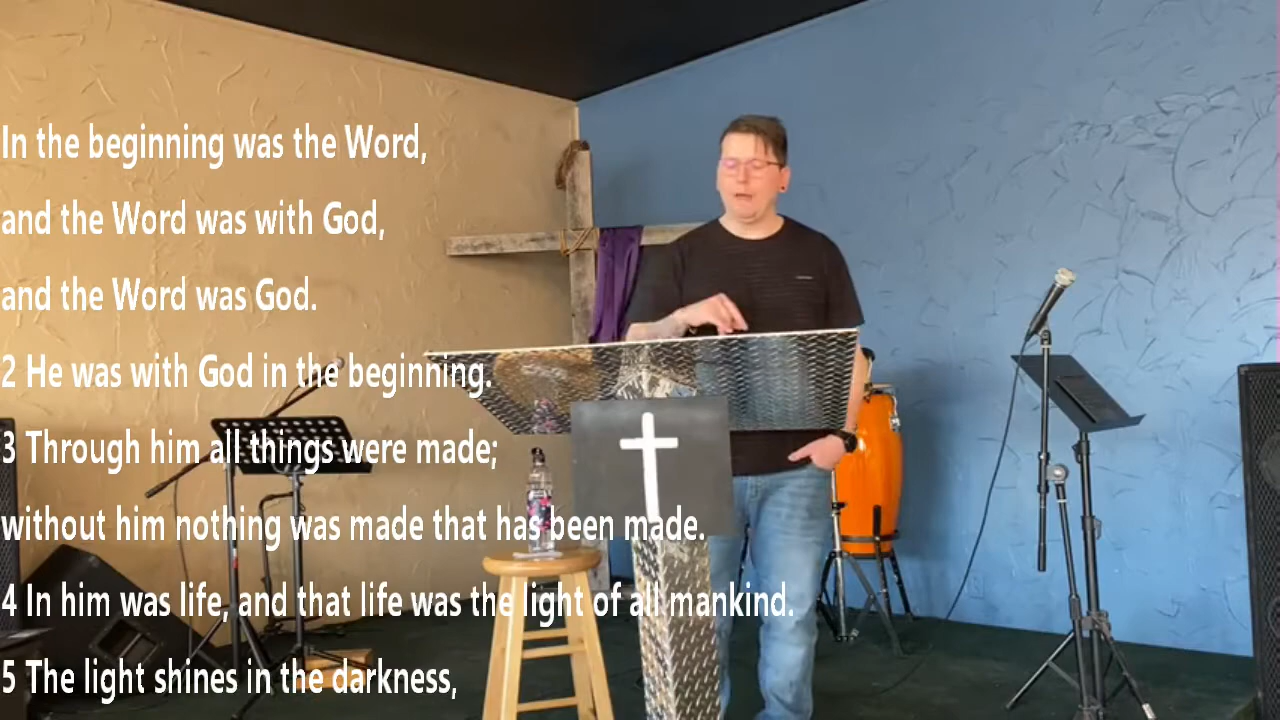 In the beginning was the Word,
and the Word was with God,
and the Word was God.
2 He was with God in the beginning.
3 Through him all things were made;
without him nothing was made that has been made.
4 In him was life, and that life was the light of all mankind.
5 The light shines in the darkness,